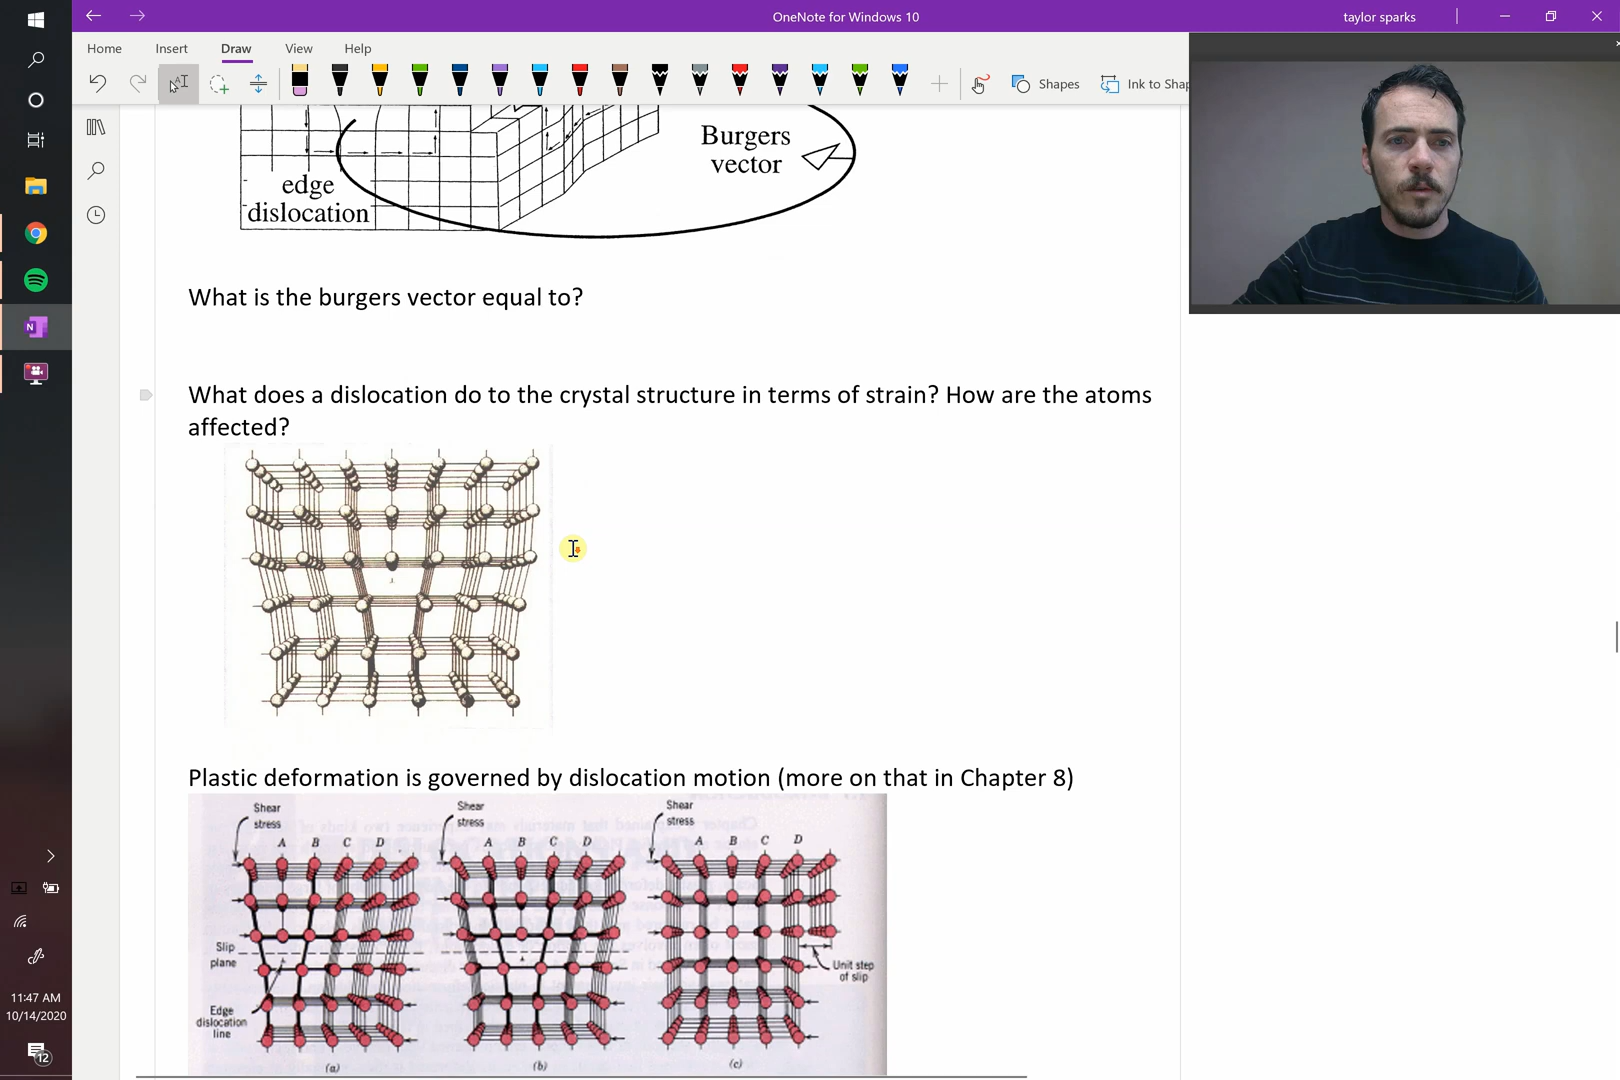 OneNote for Windows 10
taylor sparks
Home Insert Draw View Help
Shapes
Ink to Shap
Burgers
vector
edge
dislocation
What is the burgers vector equal to?
What does a dislocation do to the crystal structure in terms of strain? How are the atoms
affected?
Plastic deformation is governed by dislocation motion (more on that in Chapter 8)
Shear
stress
A B C D
Slip
plane
Edge
dislocation
line
(a)
Shear
stress
A B C D
(b)
Shear
stress
A B C D
Unit step
of slip
(c)
11:47 AM
10/14/2020
12